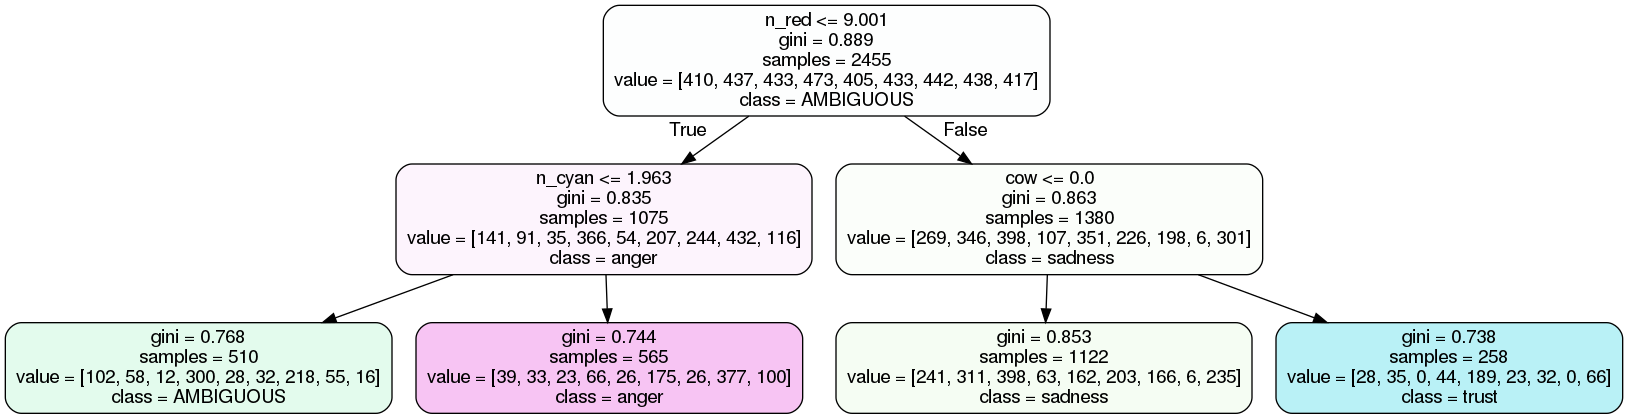 n_red <= 9.001
gini = 0.889
samples = 2455
value = [410, 437, 433, 473, 405, 433, 442, 438, 417]
class = AMBIGUOUS
True
False
n_cyan <= 1.963
gini = 0.835
samples = 1075
value = [141, 91, 35, 366, 54, 207, 244, 432, 116]
class = anger
cow <= 0.0
gini = 0.863
samples = 1380
value = [269, 346, 398, 107, 351, 226, 198, 6, 301]
class = sadness
gini = 0.768
samples = 510
value = [102, 58, 12, 300, 28, 32, 218, 55, 16]
class = AMBIGUOUS
gini = 0.744
samples = 565
value = [39, 33, 23, 66, 26, 175, 26, 377, 100]
class = anger
gini = 0.853
samples = 1122
value = [241, 311, 398, 63, 162, 203, 166, 6, 235]
class = sadness
gini = 0.738
samples = 258
value = [28, 35, 0, 44, 189, 23, 32, 0, 66]
class = trust